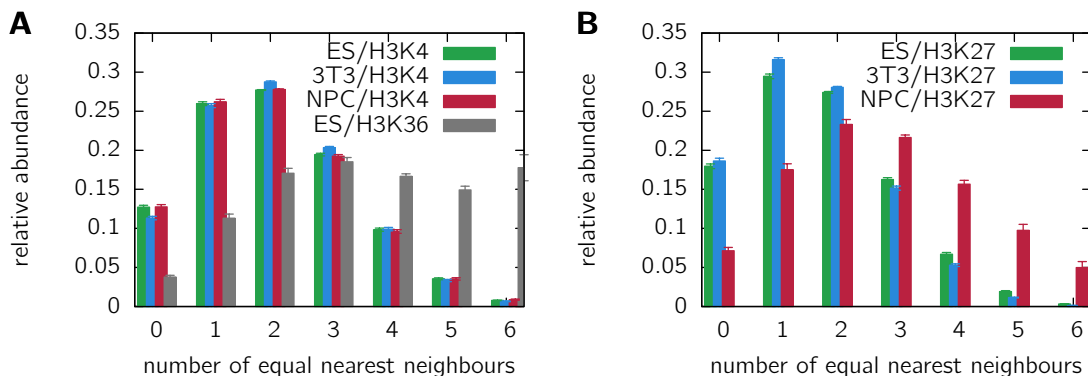 A
0.35
0.3
0.25
0.2
0.15
0.1
0.05
0
relative abundance
ES/H3K4
3T3/H3K4
NPC/H3K4
ES/H3K36
0 1 2 3 4 5 6
number of equal nearest neighbours
B
0.35
0.3
0.25
0.2
0.15
0.1
0.05
0
relative abundance
ES/H3K27
3T3/H3K27
NPC/H3K27
0 1 2 3 4 5 6
number of equal nearest neighbours